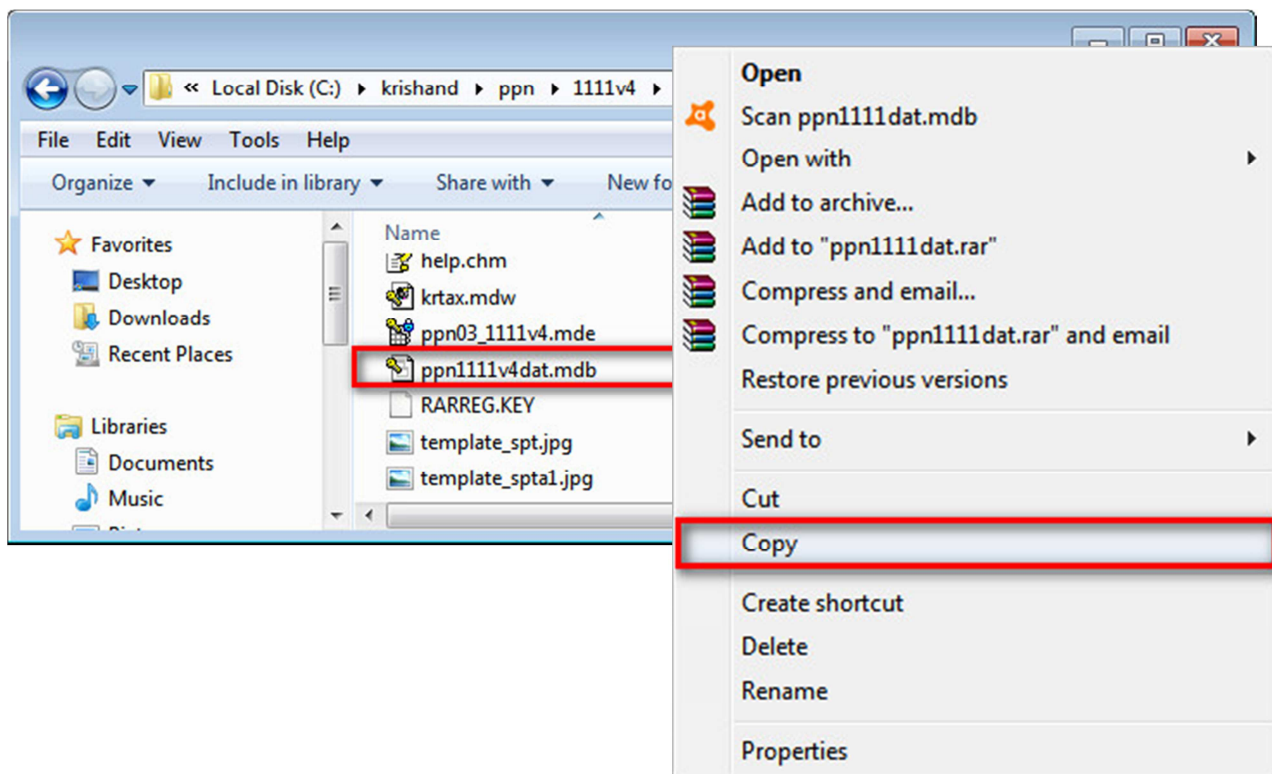 « Local Disk (C:) ▸ krishand ▸ ppn ▸ 1111v4 ▸
File Edit View Tools Help
Organize ▾ Include in library ▾ Share with ▾ New fo
Favorites
Desktop
Downloads
Recent Places
Libraries
Documents
Music
Name
help.chm
krtax.mdw
ppn03_1111v4.mde
ppn1111v4dat.mdb
RARREG.KEY
template_spt.jpg
template_spta1.jpg
Open
Scan ppn1111dat.mdb
Open with
Add to archive...
Add to "ppn1111dat.rar"
Compress and email...
Compress to "ppn1111dat.rar" and email
Restore previous versions
Send to
Cut
Copy
Create shortcut
Delete
Rename
Properties